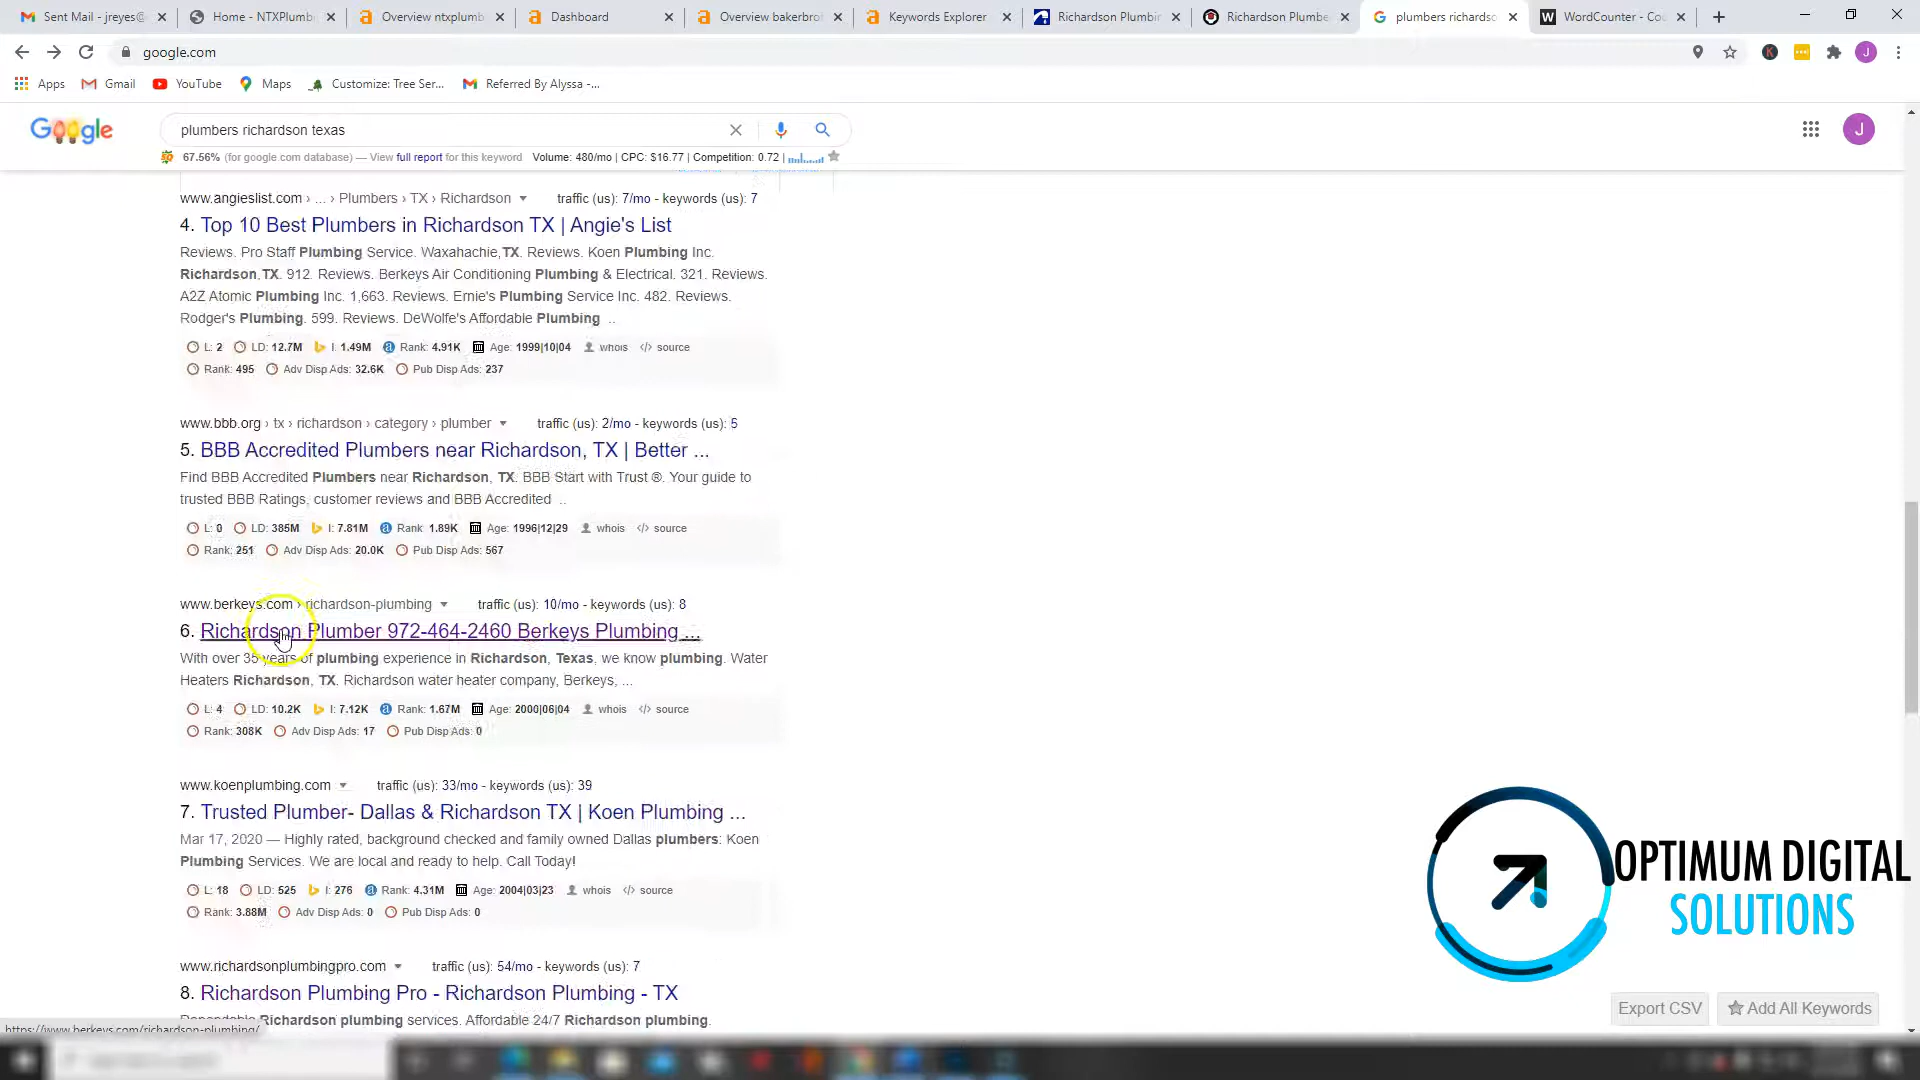 Sent Mail - jreyes@
Home - NTXPlumb
Overview ntxplumb
Dashboard
Overview bakerbro
Keywords Explorer
Richardson Plumbin
Richardson Plumbe
plumbers richardso
WordCounter - Cou
google.com
Apps
Gmail
YouTube
Maps
Customize: Tree Ser...
Referred By Alyssa -...
J
Google
plumbers richardson texas
J
67.56% (for google.com database) — View full report for this keyword Volume: 480/mo | CPC: $16.77 | Competition: 0.72 |
www.angieslist.com › ... › Plumbers › TX › Richardson traffic (us): 7/mo - keywords (us): 7
4. Top 10 Best Plumbers in Richardson TX | Angie's List
Reviews. Pro Staff Plumbing Service. Waxahachie,TX. Reviews. Koen Plumbing Inc.
Richardson,TX. 912. Reviews. Berkeys Air Conditioning Plumbing & Electrical. 321. Reviews.
A2Z Atomic Plumbing Inc. 1,663. Reviews. Ernie's Plumbing Service Inc. 482. Reviews.
Rodger's Plumbing. 599. Reviews. DeWolfe's Affordable Plumbing ..
L: 2 LD: 12.7M I: 1.49M Rank: 4.91K Age: 1999|10|04 whois </> source
Rank: 495 Adv Disp Ads: 32.6K Pub Disp Ads: 237
www.bbb.org › tx › richardson › category › plumber traffic (us): 2/mo - keywords (us): 5
5. BBB Accredited Plumbers near Richardson, TX | Better ...
Find BBB Accredited Plumbers near Richardson, TX. BBB Start with Trust ®. Your guide to
trusted BBB Ratings, customer reviews and BBB Accredited ..
L: 0 LD: 385M I: 7.81M Rank 1.89K Age: 1996|12|29 whois </> source
Rank: 251 Adv Disp Ads: 20.0K Pub Disp Ads: 567
www.berkeys.com › richardson-plumbing traffic (us): 10/mo - keywords (us): 8
6. Richardson Plumber 972-464-2460 Berkeys Plumbing ...
With over 35 years of plumbing experience in Richardson, Texas, we know plumbing. Water
Heaters Richardson, TX. Richardson water heater company, Berkeys, ...
L: 4 LD: 10.2K I: 7.12K Rank: 1.67M Age: 2000|06|04 whois </> source
Rank: 308K Adv Disp Ads: 17 Pub Disp Ads: 0
www.koenplumbing.com traffic (us): 33/mo - keywords (us): 39
7. Trusted Plumber- Dallas & Richardson TX | Koen Plumbing ...
Mar 17, 2020 — Highly rated, background checked and family owned Dallas plumbers: Koen
Plumbing Services. We are local and ready to help. Call Today!
L: 18 LD: 525 I: 276 Rank: 4.31M Age: 2004|03|23 whois </> source
Rank: 3.88M Adv Disp Ads: 0 Pub Disp Ads: 0
www.richardsonplumbingpro.com traffic (us): 54/mo - keywords (us): 7
8. Richardson Plumbing Pro - Richardson Plumbing - TX
Dependable Richardson plumbing services. Affordable 24/7 Richardson plumbing.
https://www.berkeys.com/richardson-plumbing/
OPTIMUM DIGITAL
SOLUTIONS
Export CSV
Add All Keywords